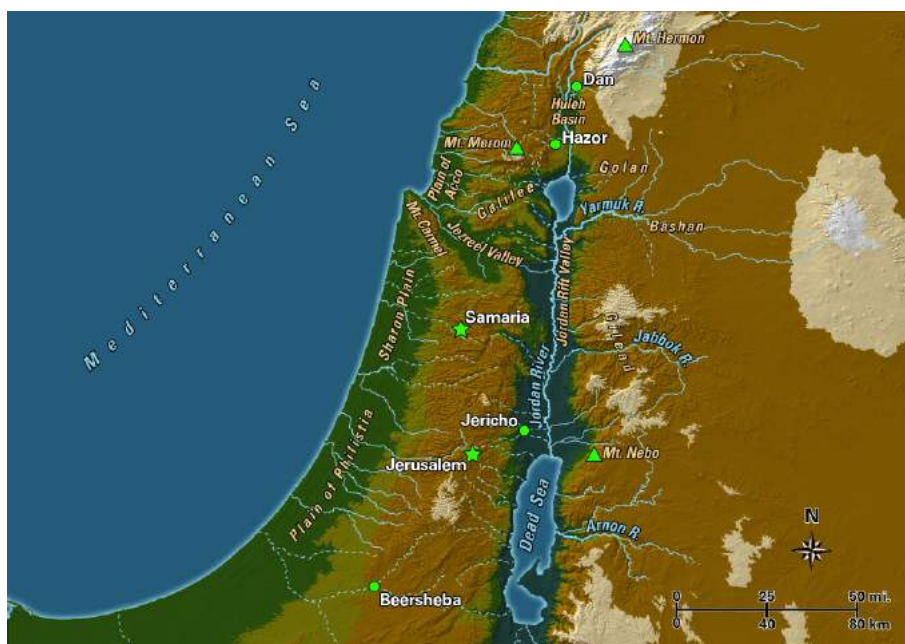 Mt. Hermon
Dan
Huleh
Basin
Mt. Merom
Hazor
Plain of
Acco
Golan
Galilee
Yarmuk R.
Bashan
Mt. Carmel
Jezreel Valley
Mediterranean Sea
Jordan Rift Valley
Sharon Plain
Samaria
Gilead
Jabbok R.
Jordan River
Jericho
Jerusalem
Mt. Nebo
Plain of Philistia
Dead Sea
Arnon R.
N
Beersheba
0 25 50 mi.
0 40 80 km